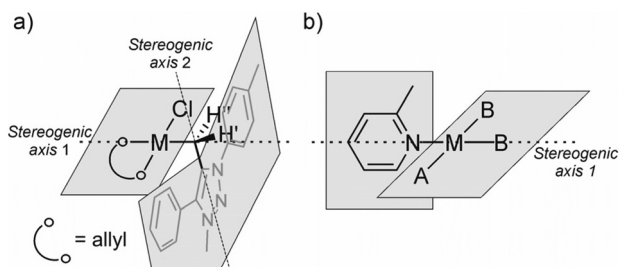 a)
Stereogenic
axis 2
Cl
H"
H'
Stereogenic
axis 1
M
N
N
N
= allyl
b)
B
N
M
B
A
Stereogenic
axis 1